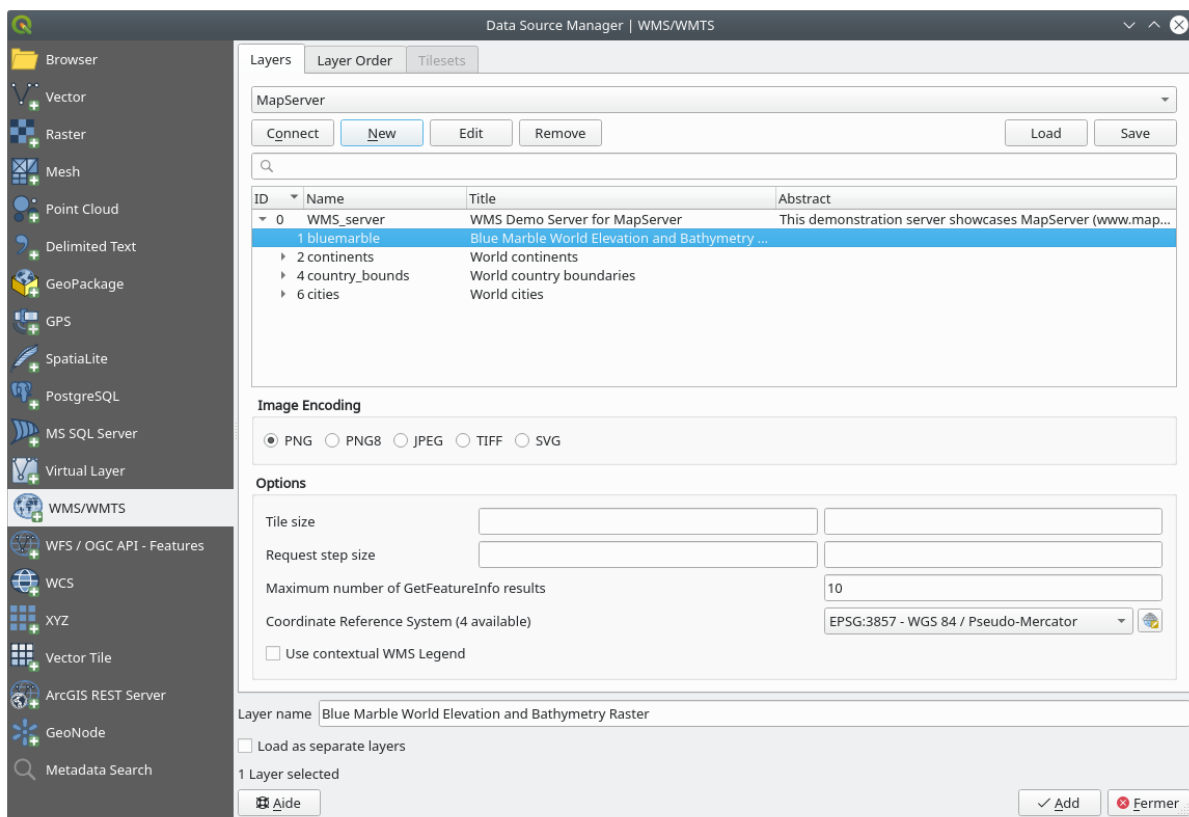 Data Source Manager | WMS/WMTS
Browser
Vector
Raster
Mesh
Point Cloud
Delimited Text
GeoPackage
GPS
SpatiaLite
PostgreSQL
MS SQL Server
Virtual Layer
WMS/WMTS
WFS / OGC API - Features
WCS
XYZ
Vector Tile
ArcGIS REST Server
GeoNode
Metadata Search
Layers Layer Order Tilesets
MapServer
Connect New Edit Remove Load Save
ID Name Title Abstract
0 WMS_server WMS Demo Server for MapServer This demonstration server showcases MapServer (www.map...
1 bluemarble Blue Marble World Elevation and Bathymetry ...
2 continents World continents
4 country_bounds World country boundaries
6 cities World cities
Image Encoding
PNG PNG8 JPEG TIFF SVG
Options
Tile size
Request step size
Maximum number of GetFeatureInfo results 10
Coordinate Reference System (4 available) EPSG:3857 - WGS 84 / Pseudo-Mercator
Use contextual WMS Legend
Layer name Blue Marble World Elevation and Bathymetry Raster
Load as separate layers
1 Layer selected
Aide Add Fermer